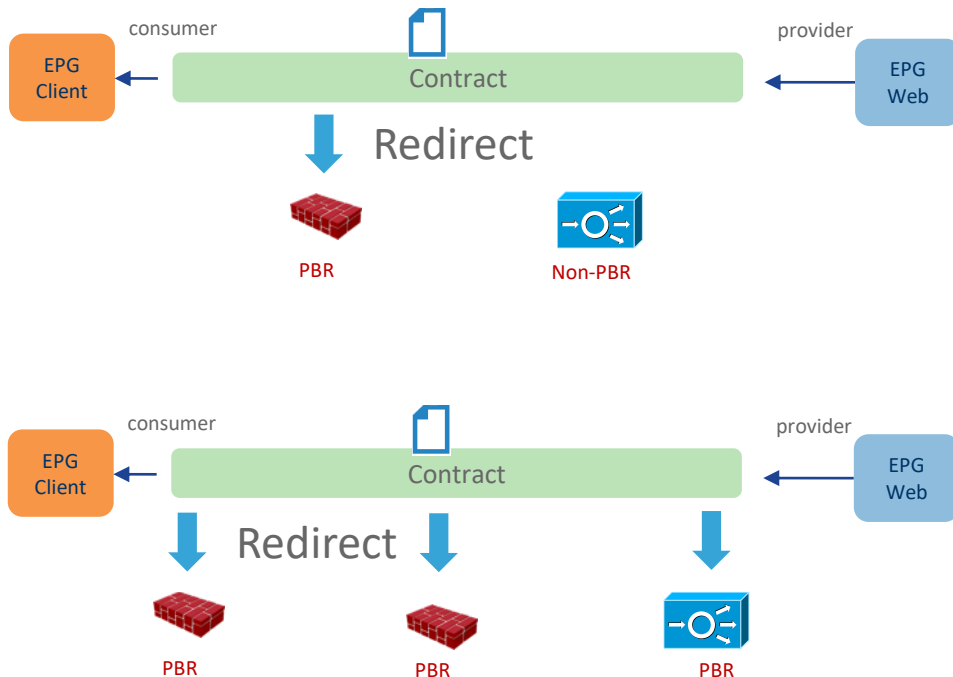 consumer
provider
EPG
Client
Contract
EPG
Web
Redirect
PBR
Non-PBR
consumer
provider
EPG
Client
Contract
EPG
Web
Redirect
PBR
PBR
PBR